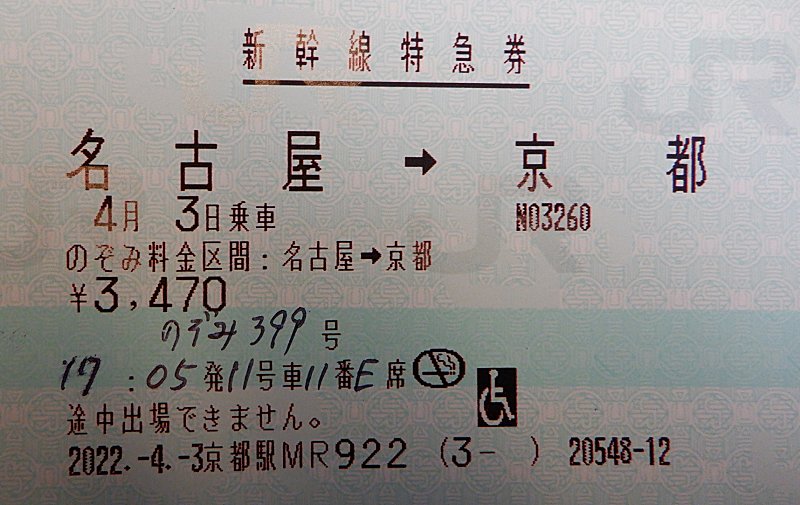 新幹線特急券
名古屋➡京都
4月 3日乗車 N03260
のぞみ料金区間：名古屋➡京都
¥3,470
のぞみ399号
17:05発11号車11番E席
途中出場できません。
2022.-4.-3京都駅MR922 (3- ) 20548-12